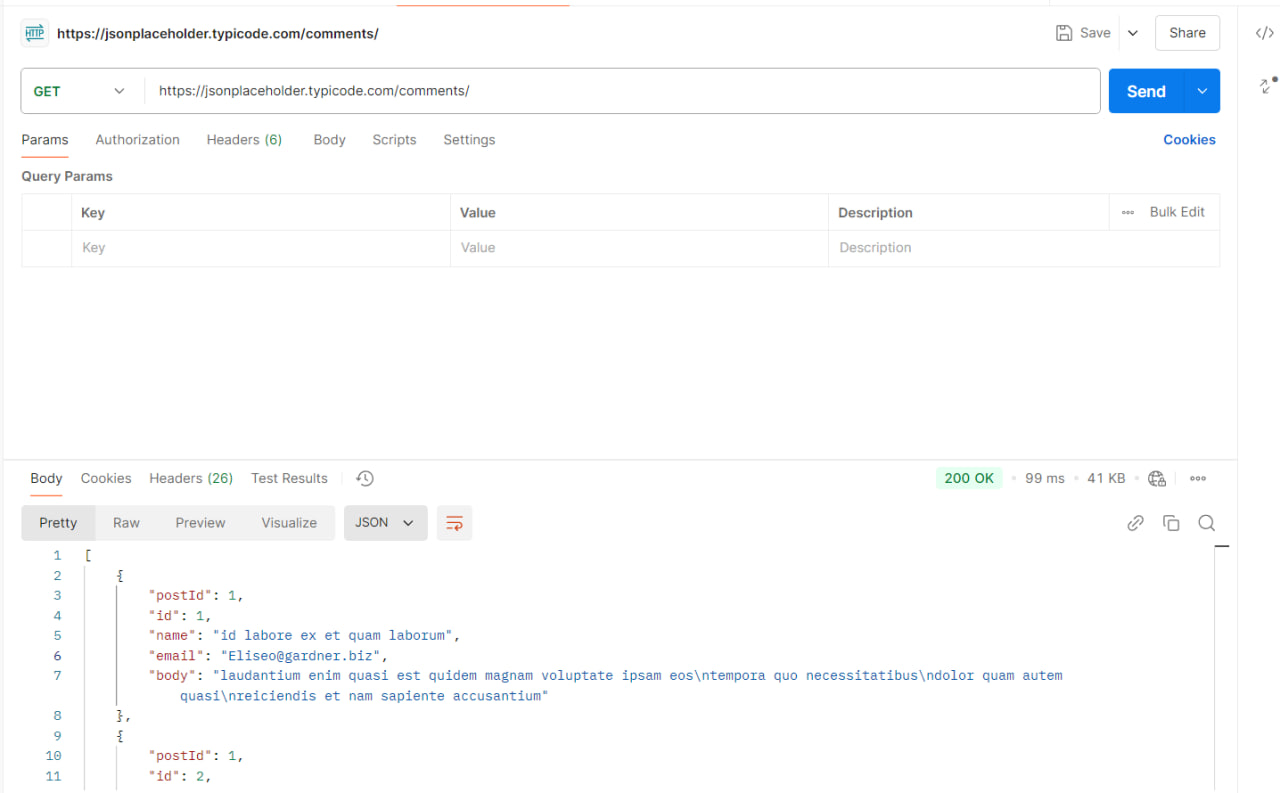 HTTP https://jsonplaceholder.typicode.com/comments/ Save Share
GET https://jsonplaceholder.typicode.com/comments/ Send
Params Authorization Headers (6) Body Scripts Settings Cookies
Query Params
Key Value Description Bulk Edit
Key Value Description
Body Cookies Headers (26) Test Results 200 OK 99 ms 41 KB
Pretty Raw Preview Visualize JSON
1 [
2 {
3 "postId": 1,
4 "id": 1,
5 "name": "id labore ex et quam laborum",
6 "email": "Eliseo@gardner.biz",
7 "body": "laudantium enim quasi est quidem magnam voluptate ipsam eos\ntempora quo necessitatibus\ndolor quam autem
quasi\nreiciendis et nam sapiente accusantium"
8 },
9 {
10 "postId": 1,
11 "id": 2,